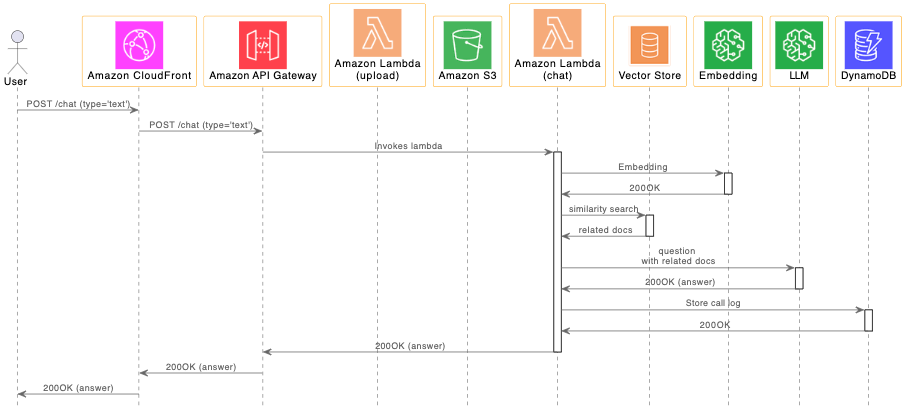 User
Amazon CloudFront
Amazon API Gateway
Amazon Lambda
(upload)
Amazon S3
Amazon Lambda
(chat)
Vector Store
Embedding
LLM
DynamoDB
POST /chat (type='text')
POST /chat (type='text')
Invokes lambda
Embedding
200OK
similarity search
related docs
question
with related docs
200OK (answer)
Store call log
200OK
200OK (answer)
200OK (answer)
200OK (answer)